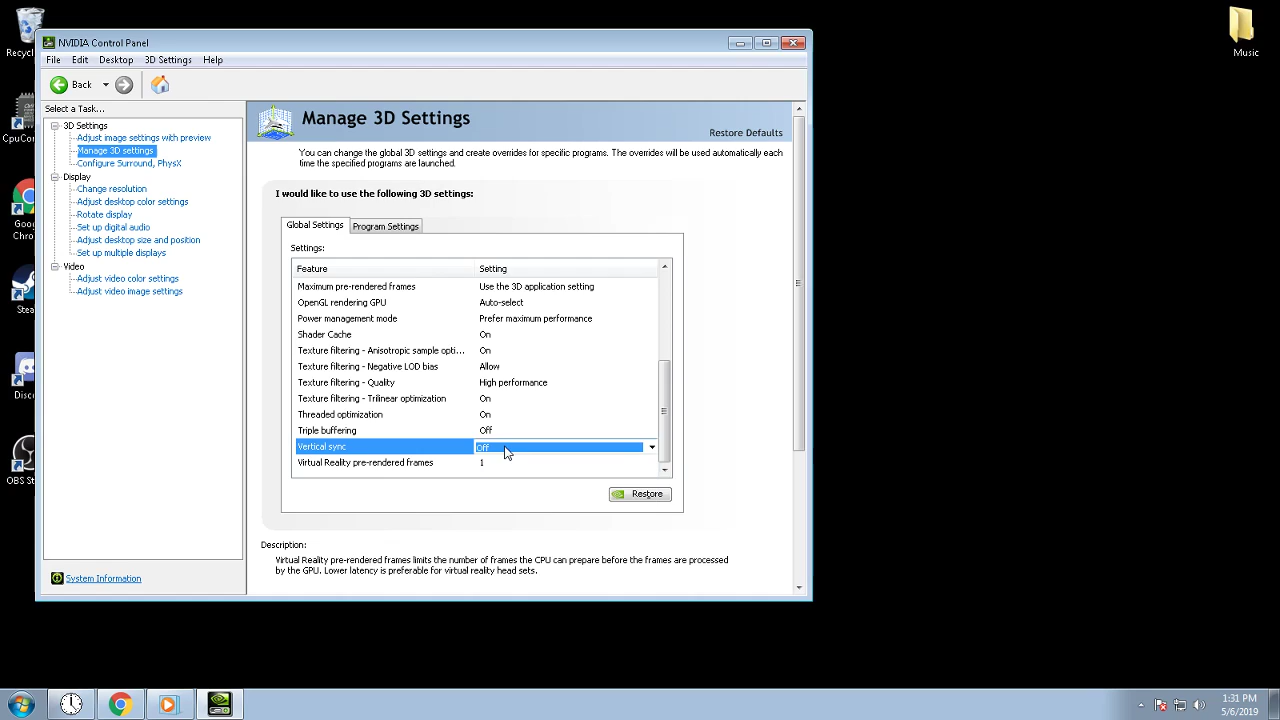 Recyc
CpuCon
Goog
Chro
Stea
Disc
OBS St
Music
NVIDIA Control Panel
File Edit Desktop 3D Settings Help
Back
Select a Task...
3D Settings
Adjust image settings with preview
Manage 3D settings
Configure Surround, PhysX
Display
Change resolution
Adjust desktop color settings
Rotate display
Set up digital audio
Adjust desktop size and position
Set up multiple displays
Video
Adjust video color settings
Adjust video image settings
System Information
Manage 3D Settings
Restore Defaults
You can change the global 3D settings and create overrides for specific programs. The overrides will be used automatically each
time the specified programs are launched.
I would like to use the following 3D settings:
Global Settings Program Settings
Settings:
Feature Setting
Maximum pre-rendered frames Use the 3D application setting
OpenGL rendering GPU Auto-select
Power management mode Prefer maximum performance
Shader Cache On
Texture filtering - Anisotropic sample opti... On
Texture filtering - Negative LOD bias Allow
Texture filtering - Quality High performance
Texture filtering - Trilinear optimization On
Threaded optimization On
Triple buffering Off
Vertical sync Off
Virtual Reality pre-rendered frames 1
Restore
Description:
Virtual Reality pre-rendered frames limits the number of frames the CPU can prepare before the frames are processed
by the GPU. Lower latency is preferable for virtual reality head sets.
1:31 PM
5/6/2019